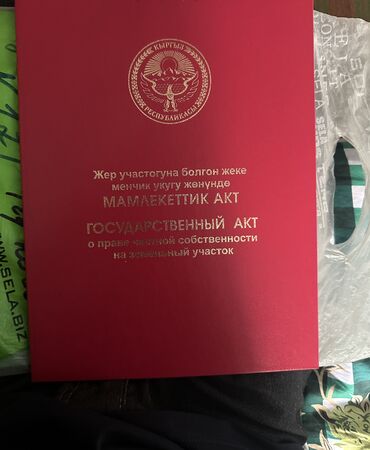 КЫРГЫЗ
РЕСПУБЛИКАСЫ
Жер участогуна болгон жеке
менчик укугу жөнүндө
МАМЛЕКЕТТИК АКТ
ГОСУДАРСТВЕННЫЙ АКТ
о праве частной собственности
на земельный участок
WWW.SELA.BIZ
SELA